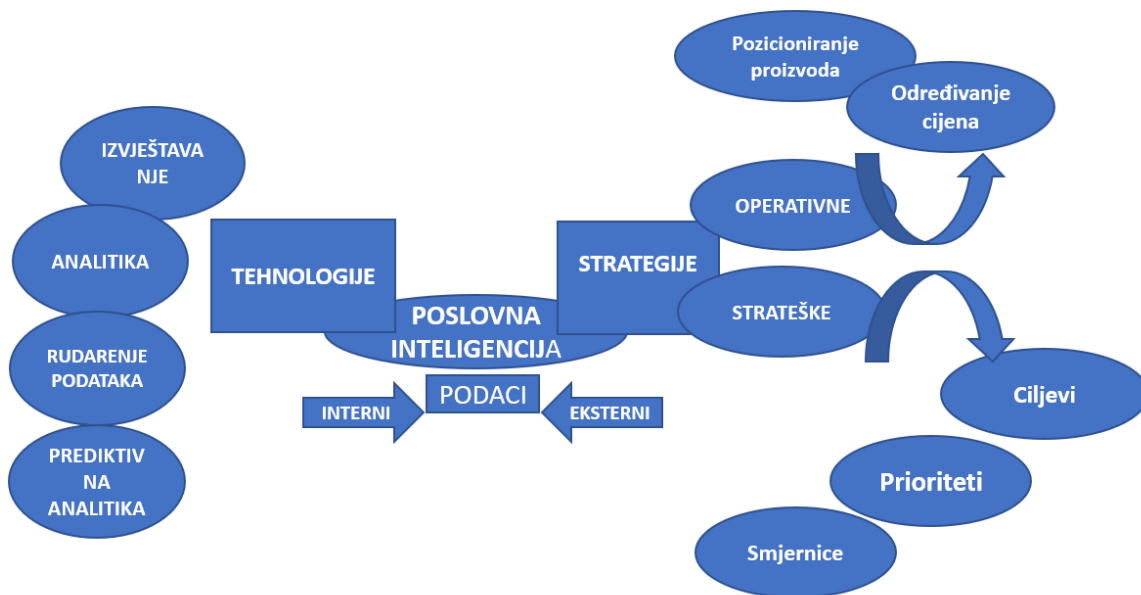 Pozicioniranje
proizvoda
Određivanje
cijena
IZVJEŠTAVA
NJE
ANALITIKA
RUDARENJE
PODATAKA
PREDIKTIV
NA
ANALITIKA
TEHNOLOGIJE
POSLOVNA
INTELIGENCIJA
STRATEGIJE
OPERATIVNE
STRATEŠKE
INTERNI
PODACI
EKSTERNI
Ciljevi
Prioriteti
Smjernice